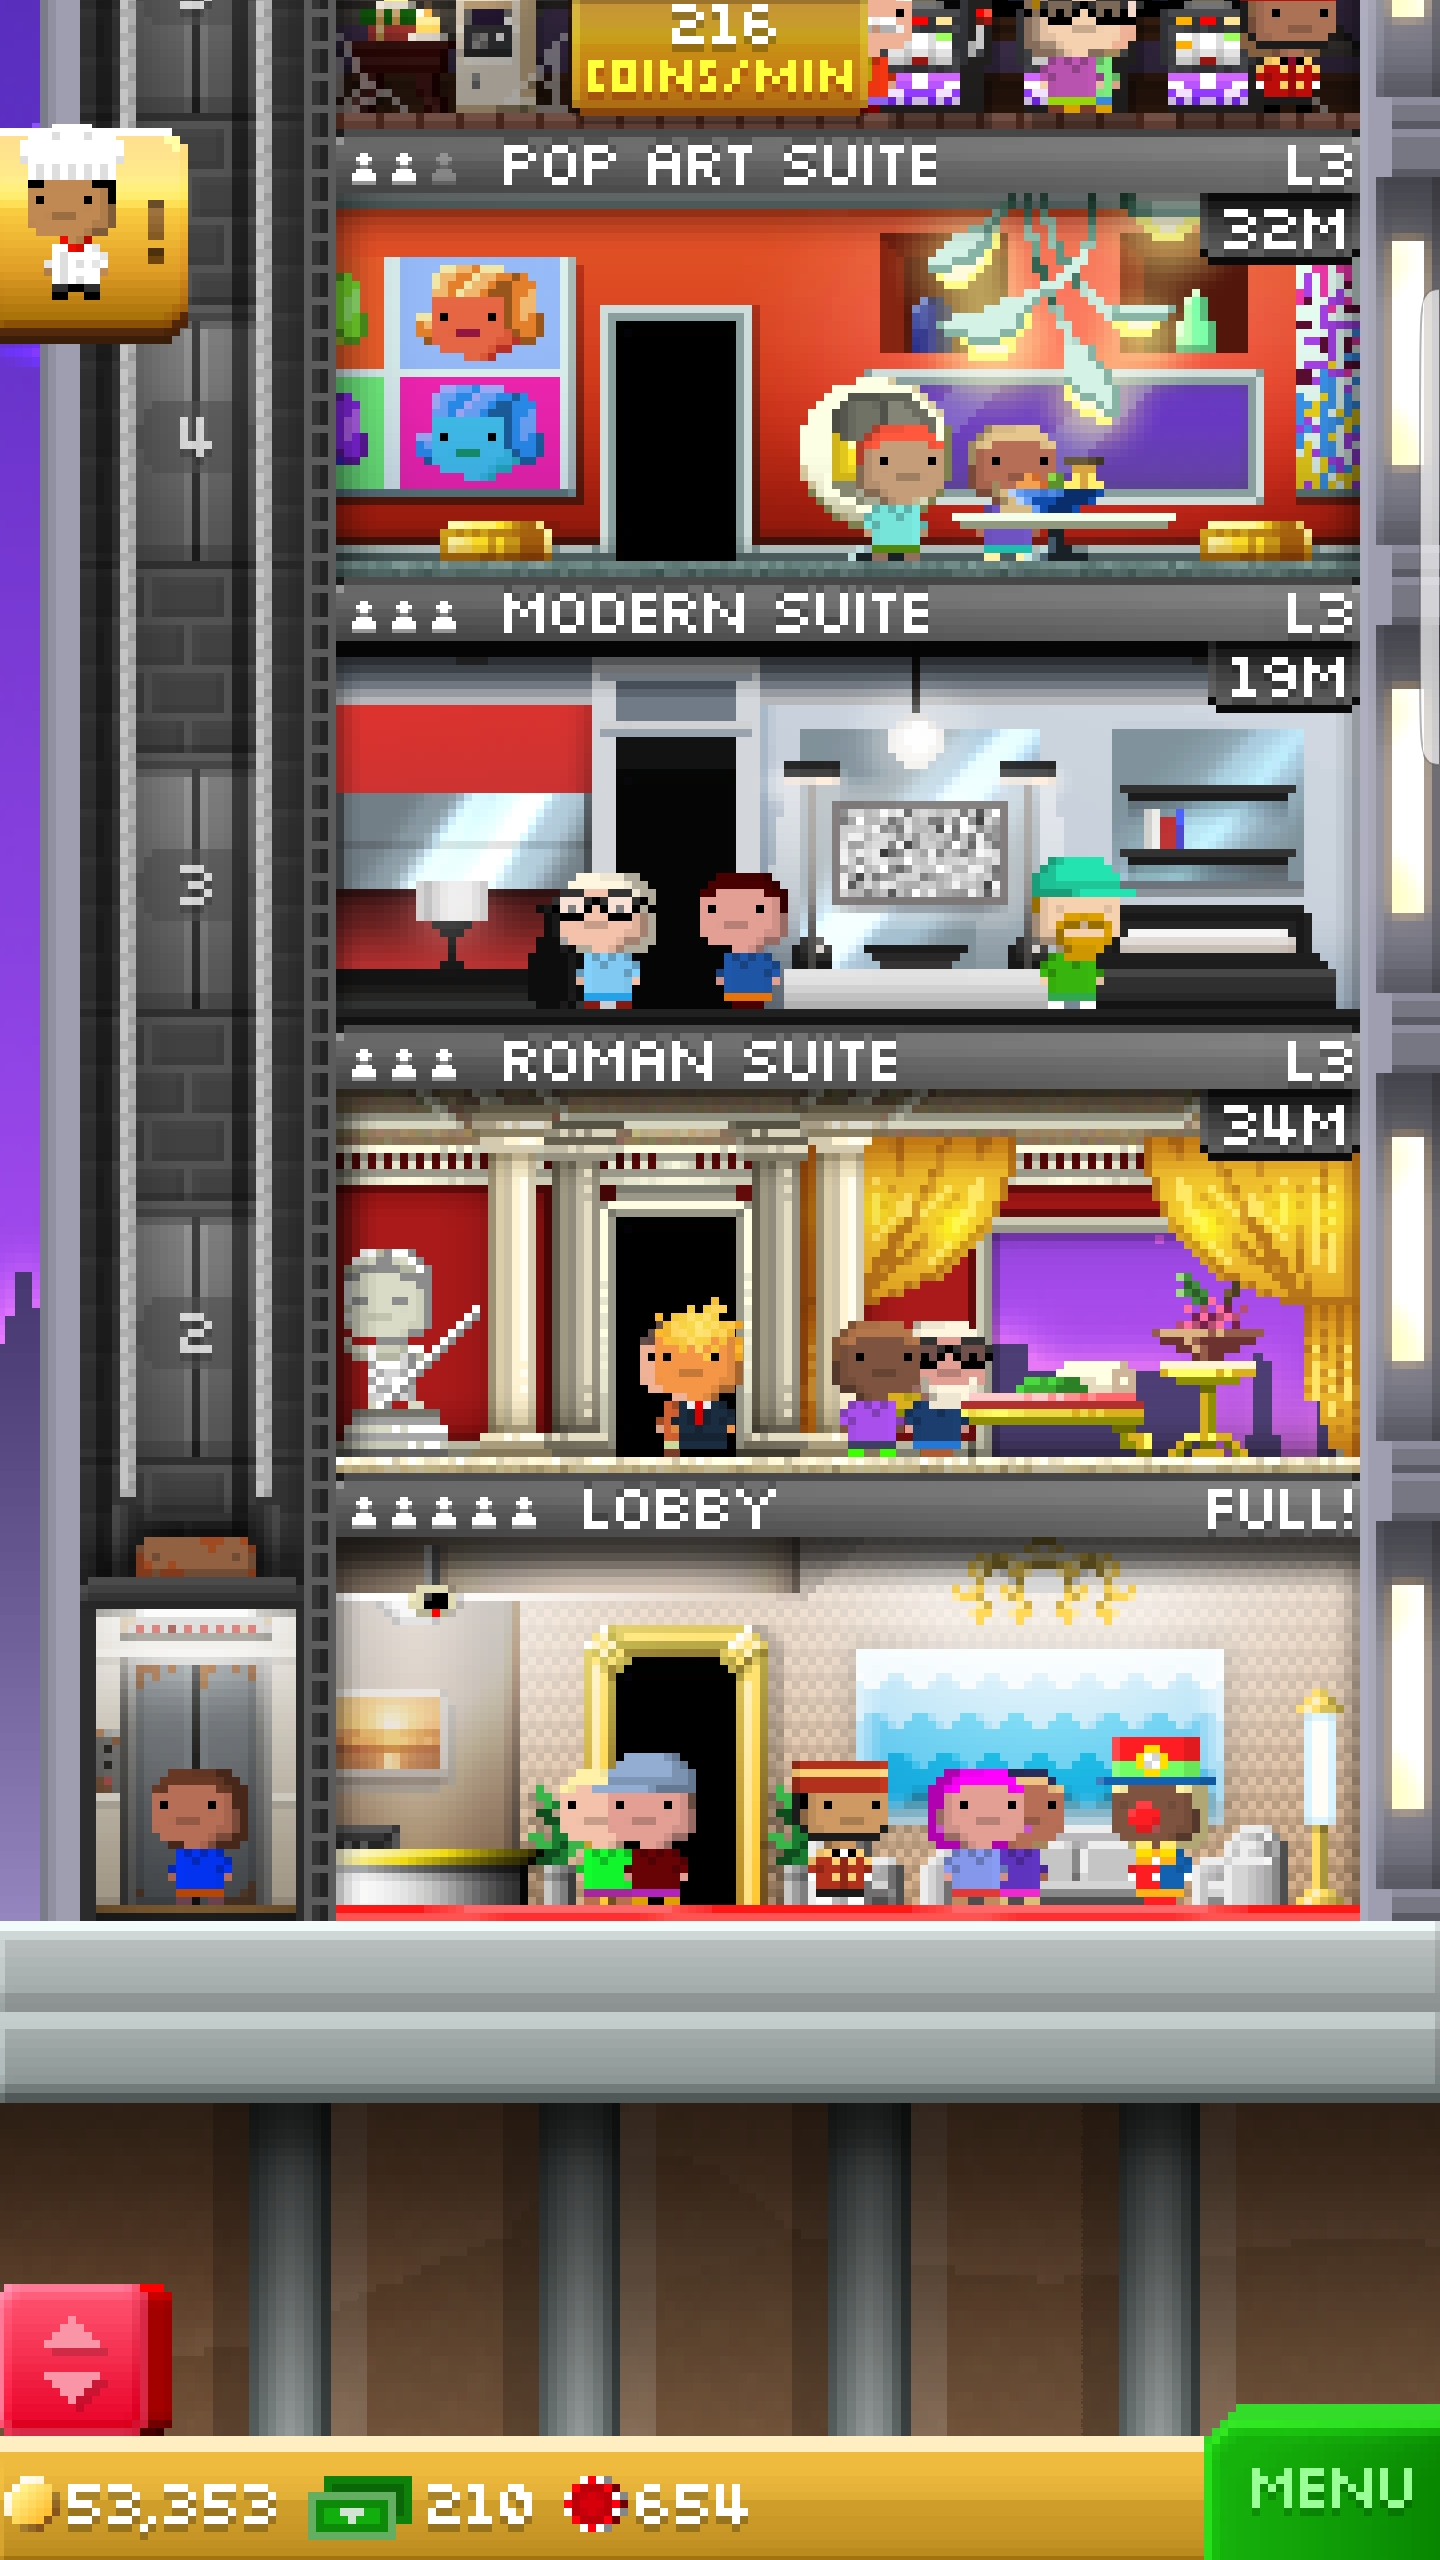 216
COINS/MIN
POP ART SUITE L3
32M
!
4
MODERN SUITE L3
19M
3
ROMAN SUITE L3
34M
2
LOBBY FULL!
53,353 210 654
MENU